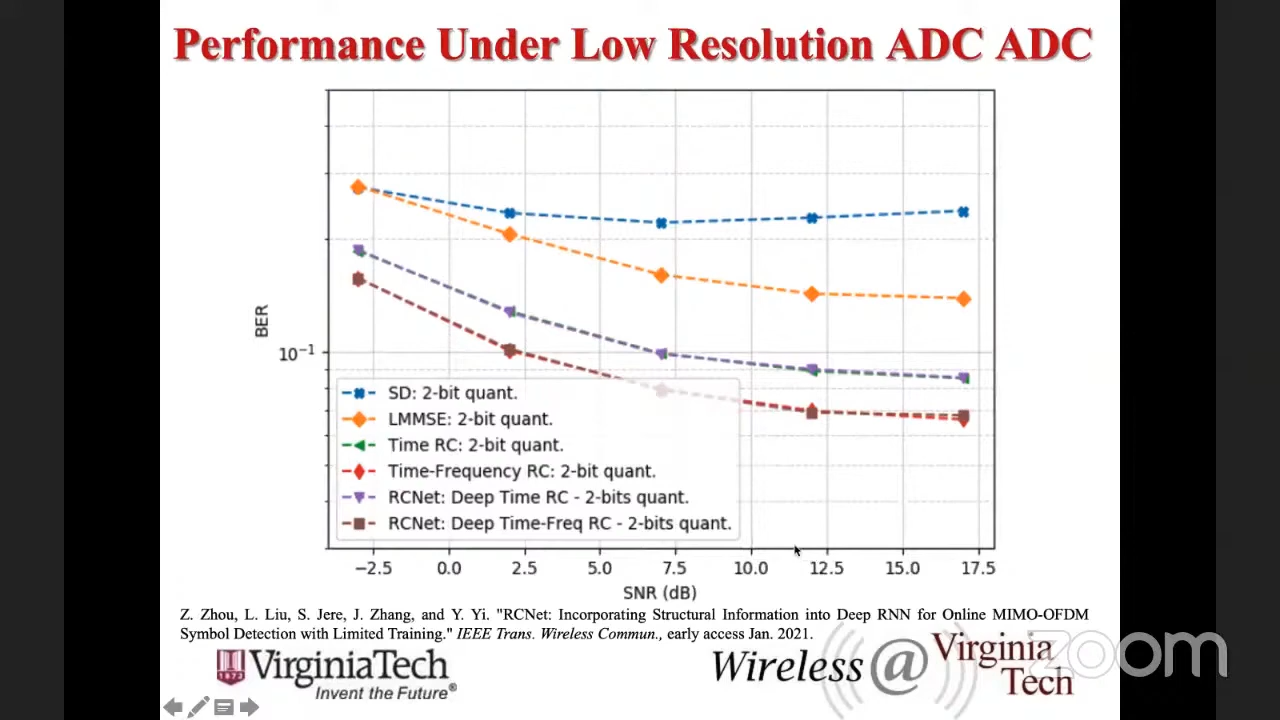 Performance Under Low Resolution ADC ADC
BER
10⁻¹
SD: 2-bit quant.
LMMSE: 2-bit quant.
Time RC: 2-bit quant.
Time-Frequency RC: 2-bit quant.
RCNet: Deep Time RC - 2-bits quant.
RCNet: Deep Time-Freq RC - 2-bits quant.
−2.5 0.0 2.5 5.0 7.5 10.0 12.5 15.0 17.5
SNR (dB)
Z. Zhou, L. Liu, S. Jere, J. Zhang, and Y. Yi. "RCNet: Incorporating Structural Information into Deep RNN for Online MIMO-OFDM
Symbol Detection with Limited Training." IEEE Trans. Wireless Commun., early access Jan. 2021.
1872
VirginiaTech
Invent the Future®
Wireless @ Virginia
Tech
zoom